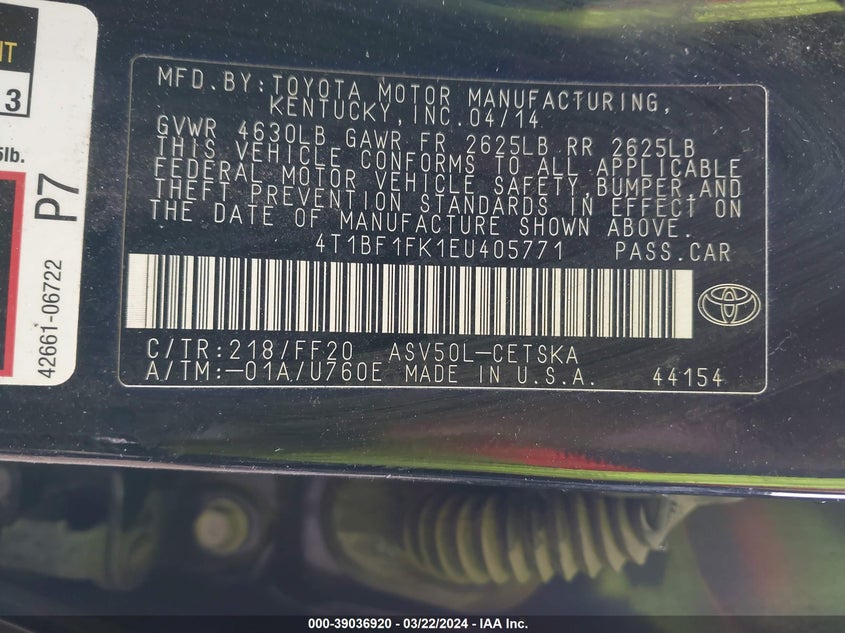 NT
3
5lb.
P7
42661-06722
MFD. BY:TOYOTA MOTOR MANUFACTURING,
KENTUCKY, INC. 04/14
GVWR 4630LB GAWR FR 2625LB RR 2625LB
THIS VEHICLE CONFORMS TO ALL APPLICABLE
FEDERAL MOTOR VEHICLE SAFETY, BUMPER AND
THEFT PREVENTION STANDARDS IN EFFECT ON
THE DATE OF MANUFACTURE SHOWN ABOVE.
4T1BF1FK1EU405771 PASS.CAR
C/TR:218/FF20 ASV50L-CETSKA
A/TM:-01A/U760E MADE IN U.S.A. 44154
000-39036920 - 03/22/2024 - IAA Inc.